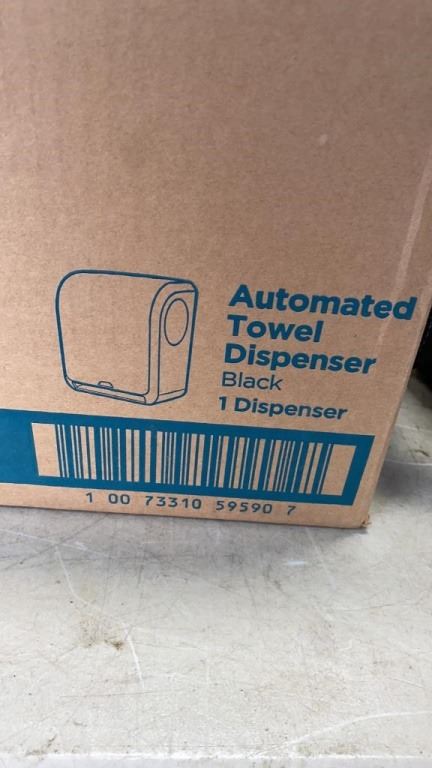 Automated
Towel
Dispenser
Black
1 Dispenser
1 00 73310 59590 7